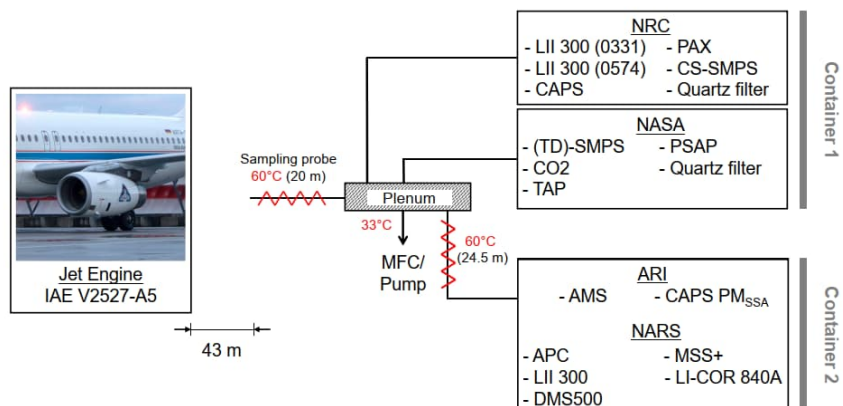 NRC
- LII 300 (0331)
- PAX
- LII 300 (0574)
- CS-SMPS
- CAPS
- Quartz filter
Container 1
NASA
- (TD)-SMPS
- PSAP
- CO2
- Quartz filter
- TAP
Sampling probe
60°C (20 m)
Plenum
33°C
MFC/
Pump
60°C
(24.5 m)
Jet Engine
IAE V2527-A5
43 m
ARI
- AMS
- CAPS PMSSA
NARS
- APC
- MSS+
- LII 300
- LI-COR 840A
- DMS500
Container 2